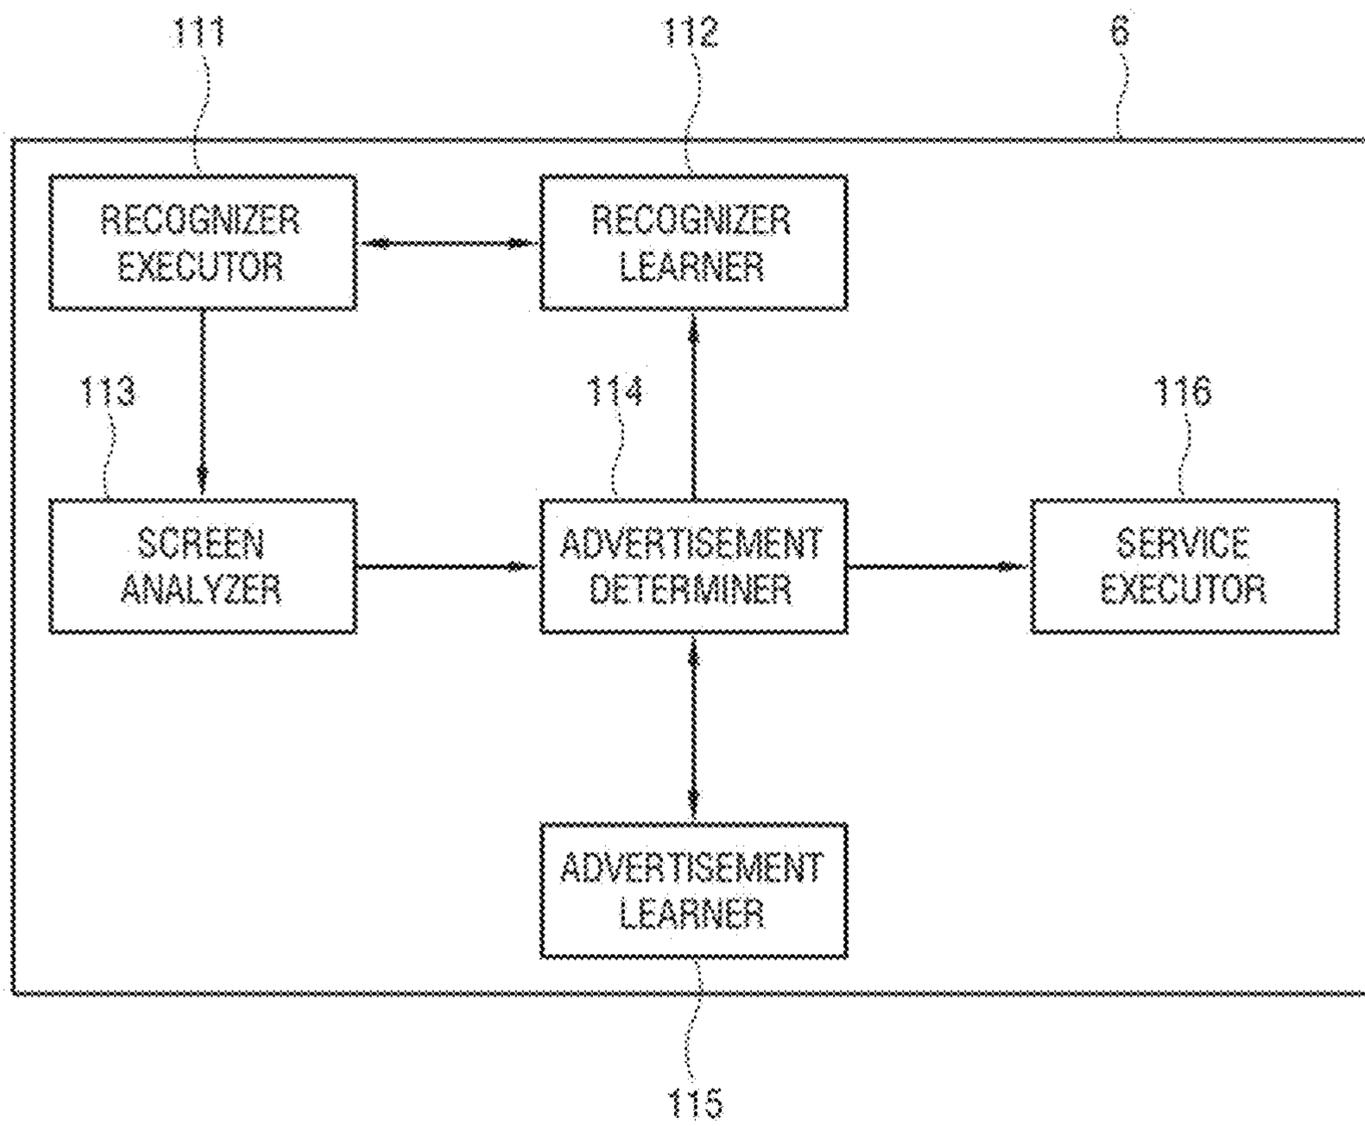 111
112
6
RECOGNIZER
EXECUTOR
RECOGNIZER
LEARNER
113
114
116
SCREEN
ANALYZER
ADVERTISEMENT
DETERMINER
SERVICE
EXECUTOR
ADVERTISEMENT
LEARNER
115